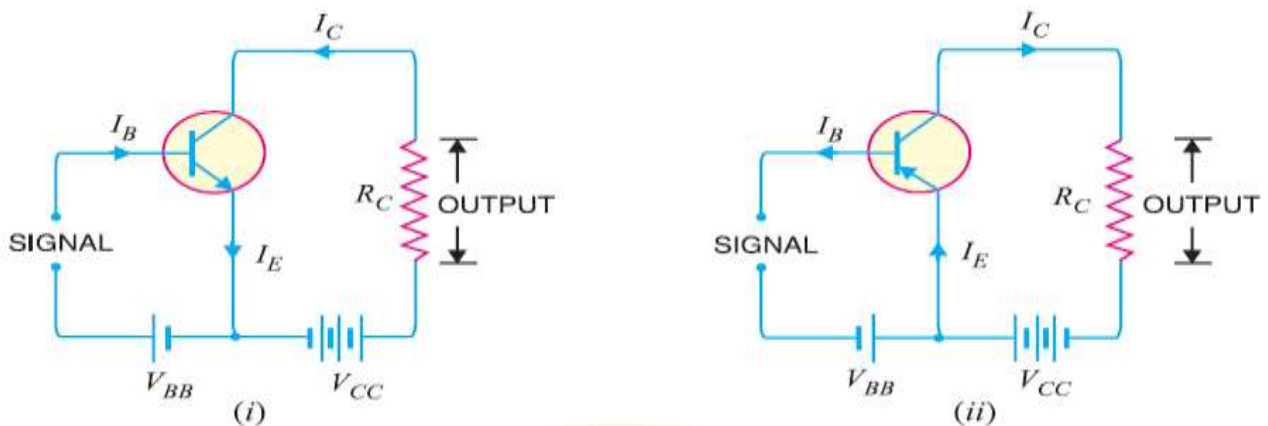 I_C
I_B
R_C
OUTPUT
SIGNAL
I_E
V_BB
V_CC
(i)
I_C
I_B
R_C
OUTPUT
SIGNAL
I_E
V_BB
V_CC
(ii)